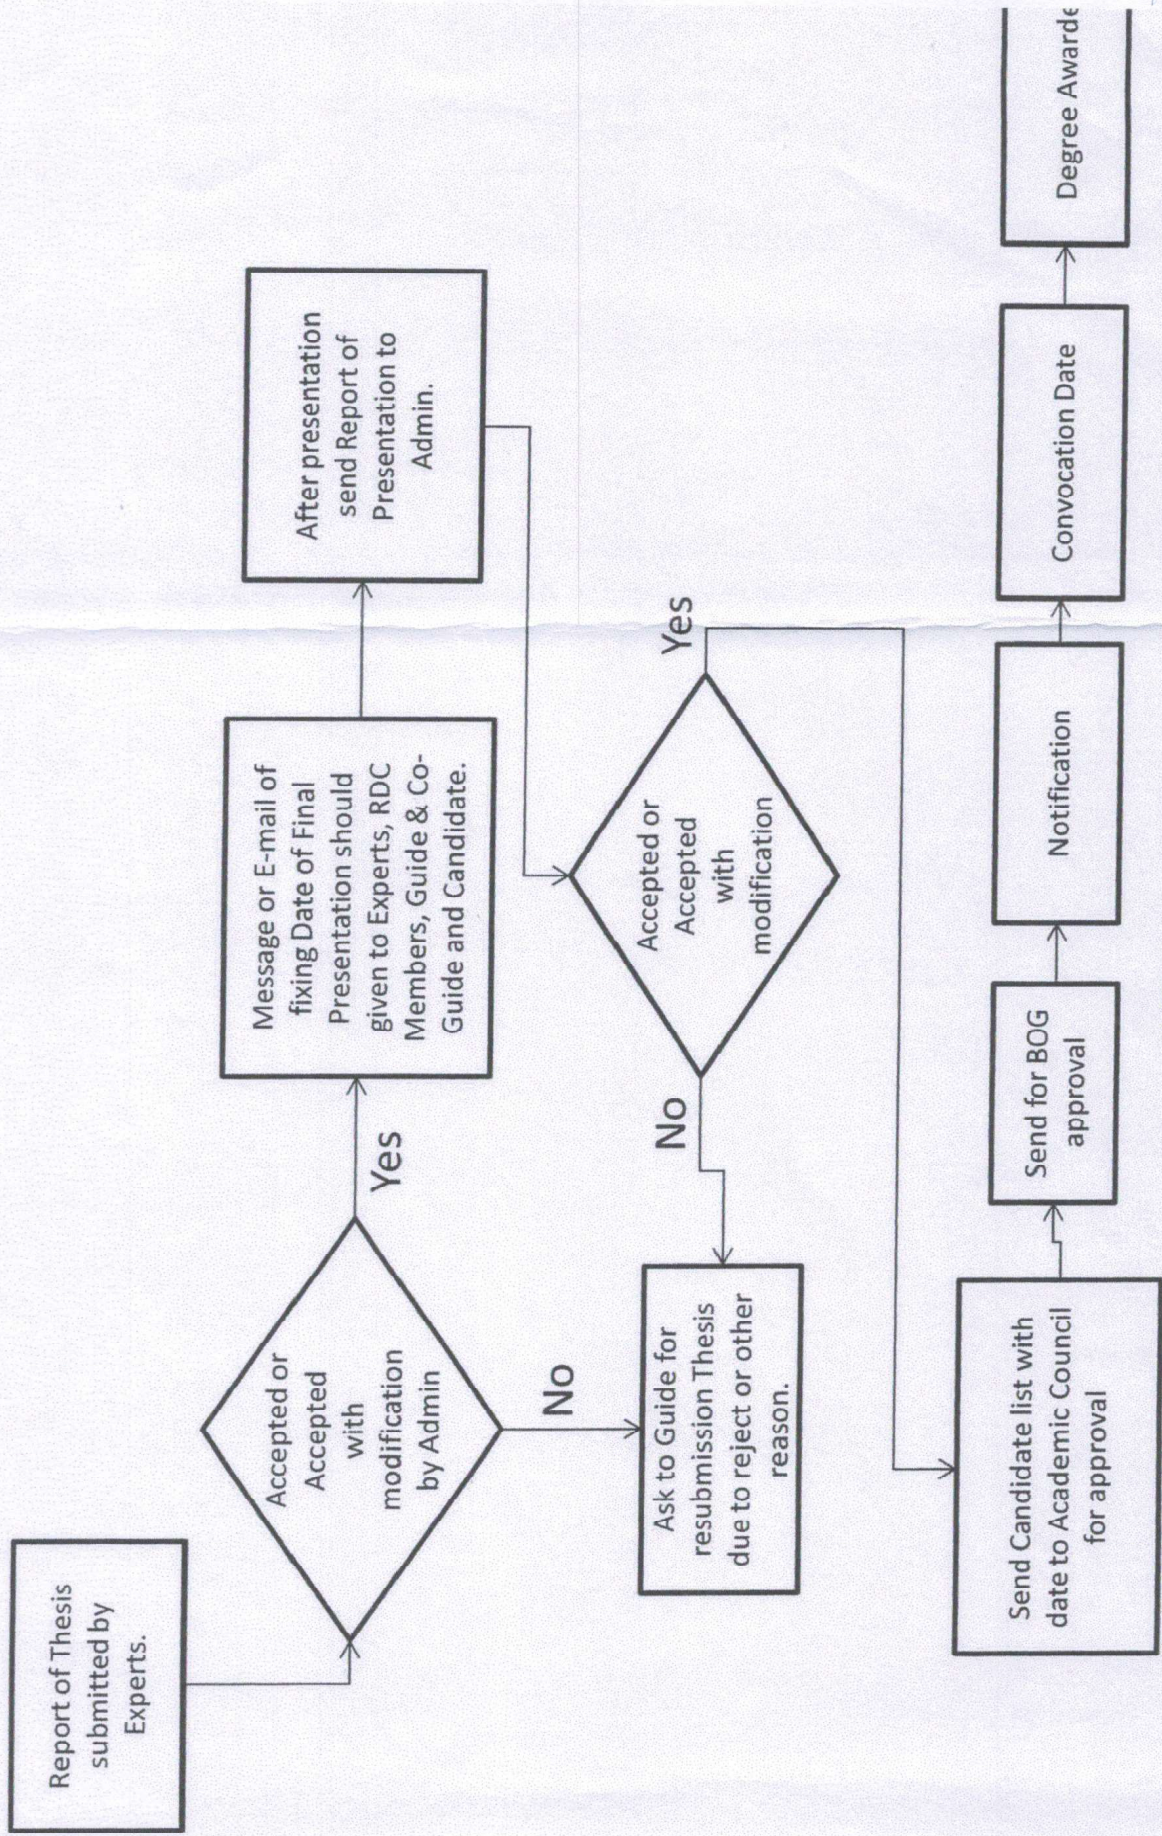 Report of Thesis
submitted by
Experts.
Accepted or
Accepted
with
modification
by Admin
Yes
Message or E-mail of
fixing Date of Final
Presentation should
given to Experts, RDC
Members, Guide & Co-
Guide and Candidate.
After presentation
send Report of
Presentation to
Admin.
No
Ask to Guide for
resubmission Thesis
due to reject or other
reason.
No
Accepted or
Accepted
with
modification
Yes
Send Candidate list with
date to Academic Council
for approval
Send for BOG
approval
Notification
Convocation Date
Degree Awarde